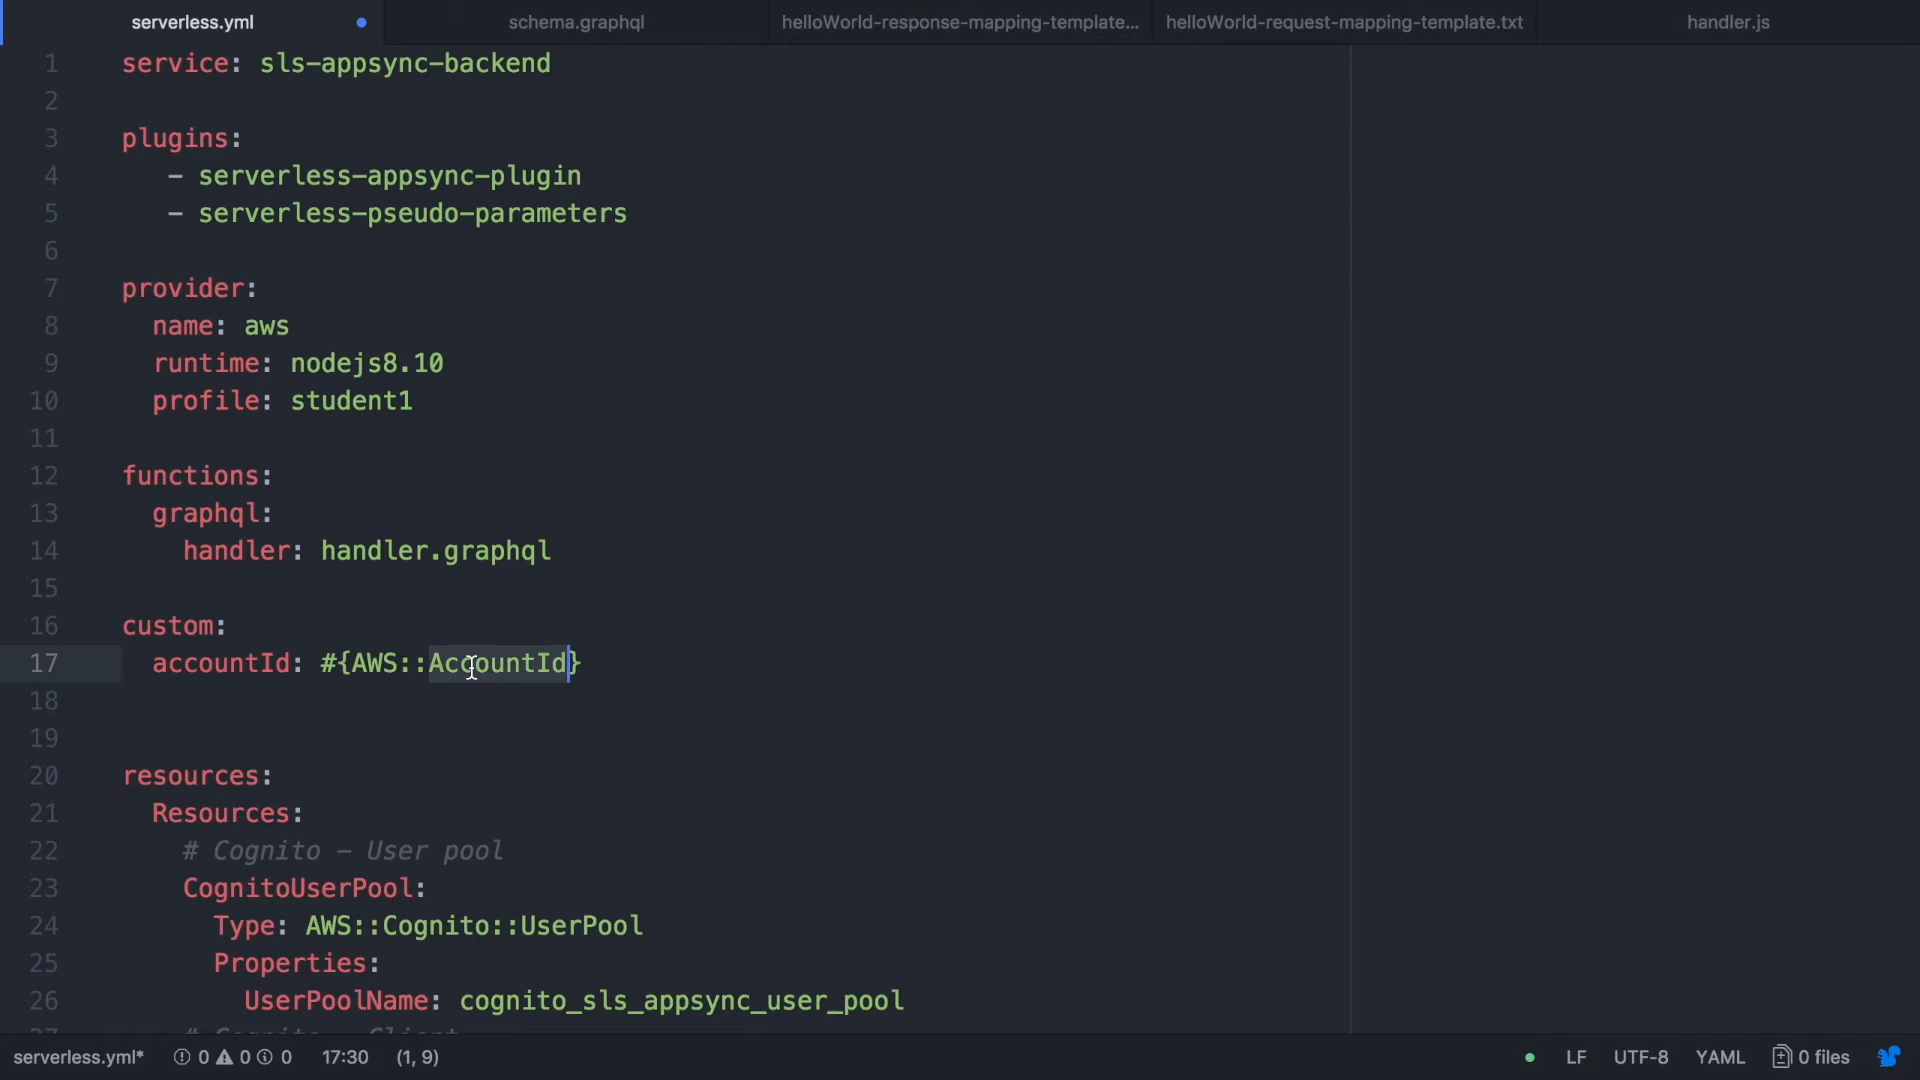 serverless.yml
schema.graphql
helloWorld-response-mapping-template...
helloWorld-request-mapping-template.txt
handler.js
1 service: sls-appsync-backend
2
3 plugins:
4 - serverless-appsync-plugin
5 - serverless-pseudo-parameters
6
7 provider:
8 name: aws
9 runtime: nodejs8.10
10 profile: student1
11
12 functions:
13 graphql:
14 handler: handler.graphql
15
16 custom:
17 accountId: #{AWS::AccountId}
18
19
20 resources:
21 Resources:
22 # Cognito - User pool
23 CognitoUserPool:
24 Type: AWS::Cognito::UserPool
25 Properties:
26 UserPoolName: cognito_sls_appsync_user_pool
27 # Cognito - Client
serverless.yml* 0 0 0 17:30 (1, 9) LF UTF-8 YAML 0 files